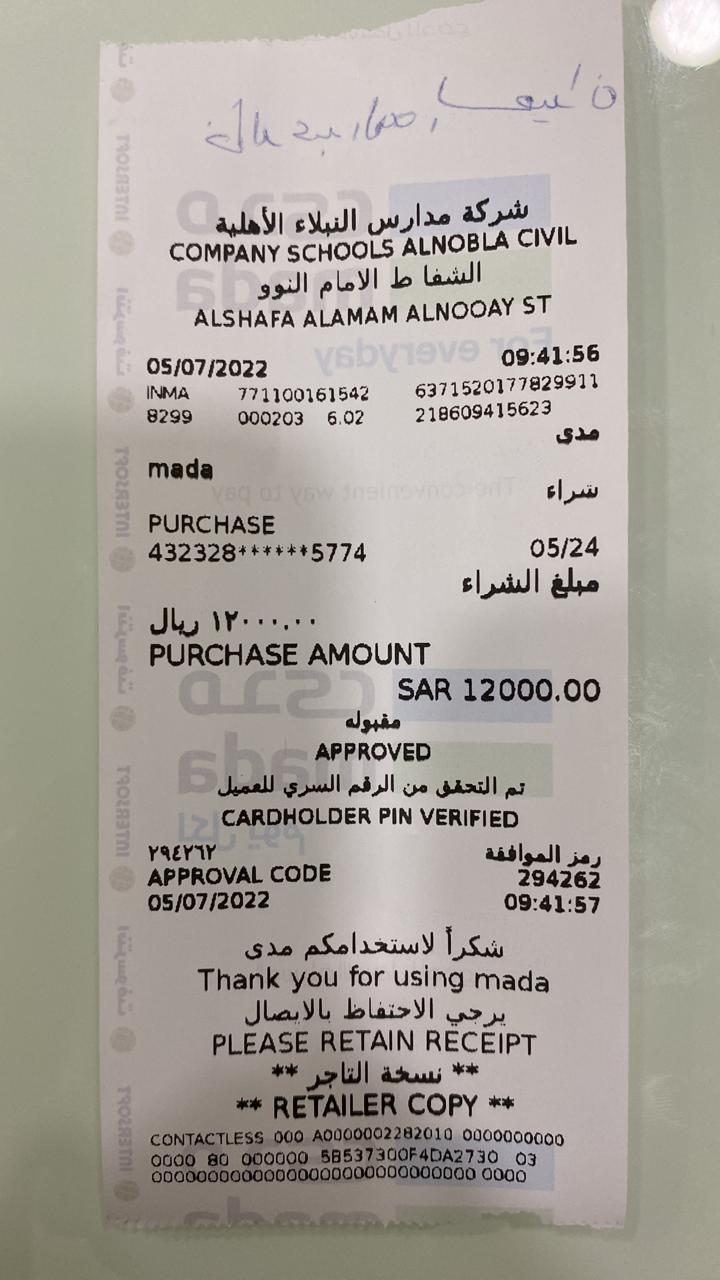 شركة مدارس النبلاء الأهلية
COMPANY SCHOOLS ALNOBLA CIVIL
الشفا ط الامام النوو
ALSHAFA ALAMAM ALNOOAY ST
05/07/2022 09:41:56
INMA 771100161542 6371520177829911
8299 000203 6.02 218609415623
مدى
mada
شراء
PURCHASE
432328******5774 05/24
مبلغ الشراء
١٢٠٠٠.٠٠ ريال
PURCHASE AMOUNT
SAR 12000.00
مقبوله
APPROVED
تم التحقق من الرقم السري للعميل
CARDHOLDER PIN VERIFIED
رمز الموافقة ٢٩٤٢٦٢
APPROVAL CODE 294262
05/07/2022 09:41:57
شكراً لاستخدامكم مدى
Thank you for using mada
يرجي الاحتفاظ بالايصال
PLEASE RETAIN RECEIPT
** نسخة التاجر **
** RETAILER COPY **
CONTACTLESS 000 A0000002282010 0000000000
0000 80 000000 5B537300F4DA2730 03
00000000000000000000000000000000 0000